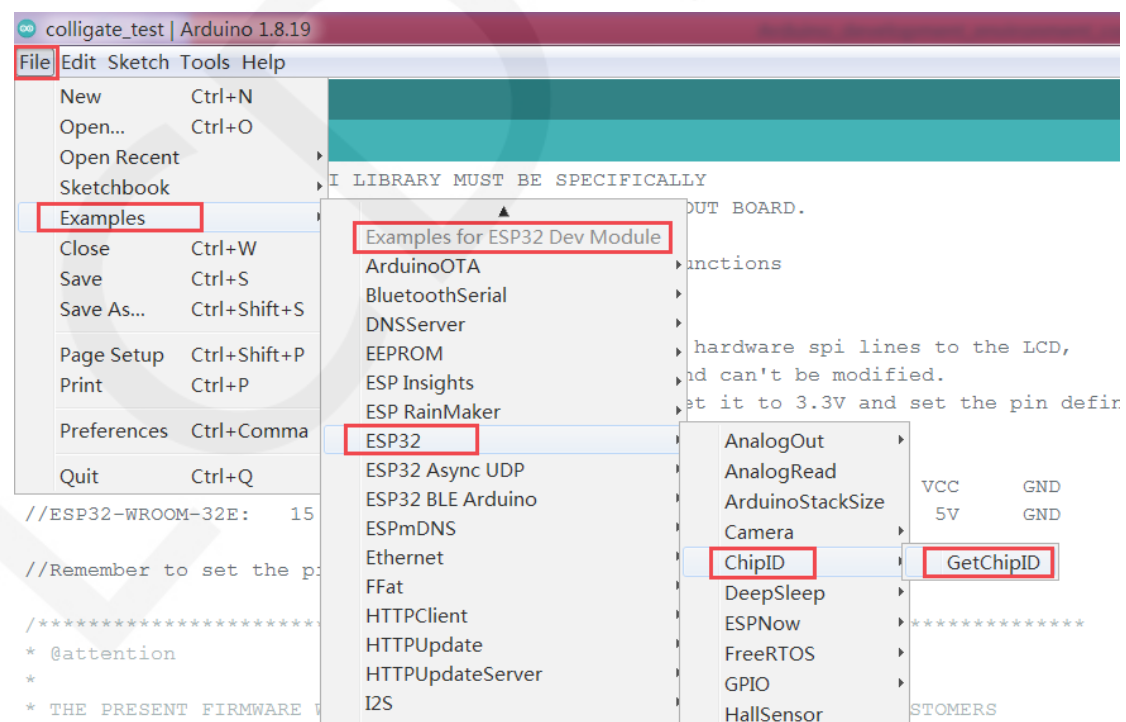 colligate_test | Arduino 1.8.19
File Edit Sketch Tools Help
New Ctrl+N
Open... Ctrl+O
Open Recent
Sketchbook
Examples
Close Ctrl+W
Save Ctrl+S
Save As... Ctrl+Shift+S
Page Setup Ctrl+Shift+P
Print Ctrl+P
Preferences Ctrl+Comma
Quit Ctrl+Q
Examples for ESP32 Dev Module
ArduinoOTA
BluetoothSerial
DNSServer
EEPROM
ESP Insights
ESP RainMaker
ESP32
ESP32 Async UDP
ESP32 BLE Arduino
ESPmDNS
Ethernet
FFat
HTTPClient
HTTPUpdate
HTTPUpdateServer
I2S
AnalogOut
AnalogRead
ArduinoStackSize
Camera
ChipID
DeepSleep
ESPNow
FreeRTOS
GPIO
HallSensor
GetChipID
I LIBRARY MUST BE SPECIFICALLY
OUT BOARD.
unctions
hardware spi lines to the LCD,
nd can't be modified.
et it to 3.3V and set the pin defin
VCC GND
//ESP32-WROOM-32E: 15 5V GND
//Remember to set the pi
/************************ **************
* @attention
*
* THE PRESENT FIRMWARE W STOMERS